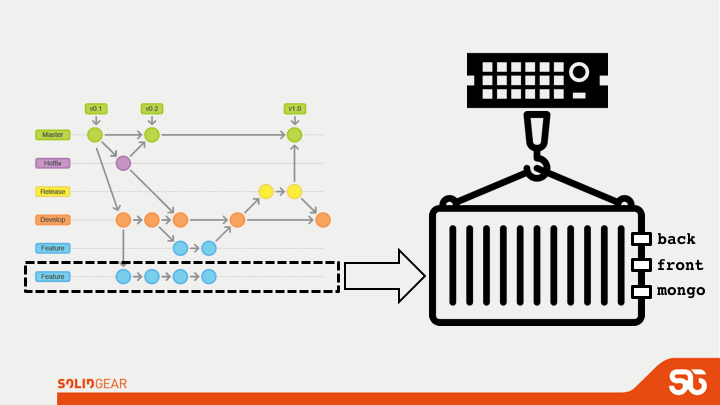 v0.1 v0.2 v1.0
Master
Hotfix
Release
Develop
Feature
Feature
back
front
mongo
SOLIDGEAR
SG